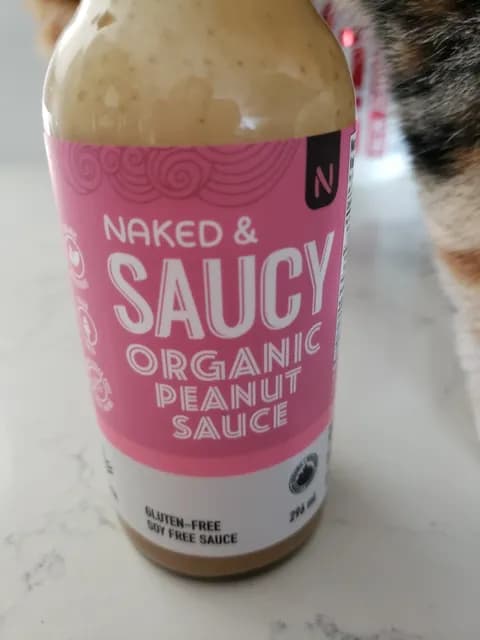 N
NAKED &
SAUCY
ORGANIC
PEANUT
SAUCE
GLUTEN-FREE
SOY FREE SAUCE
296 ml